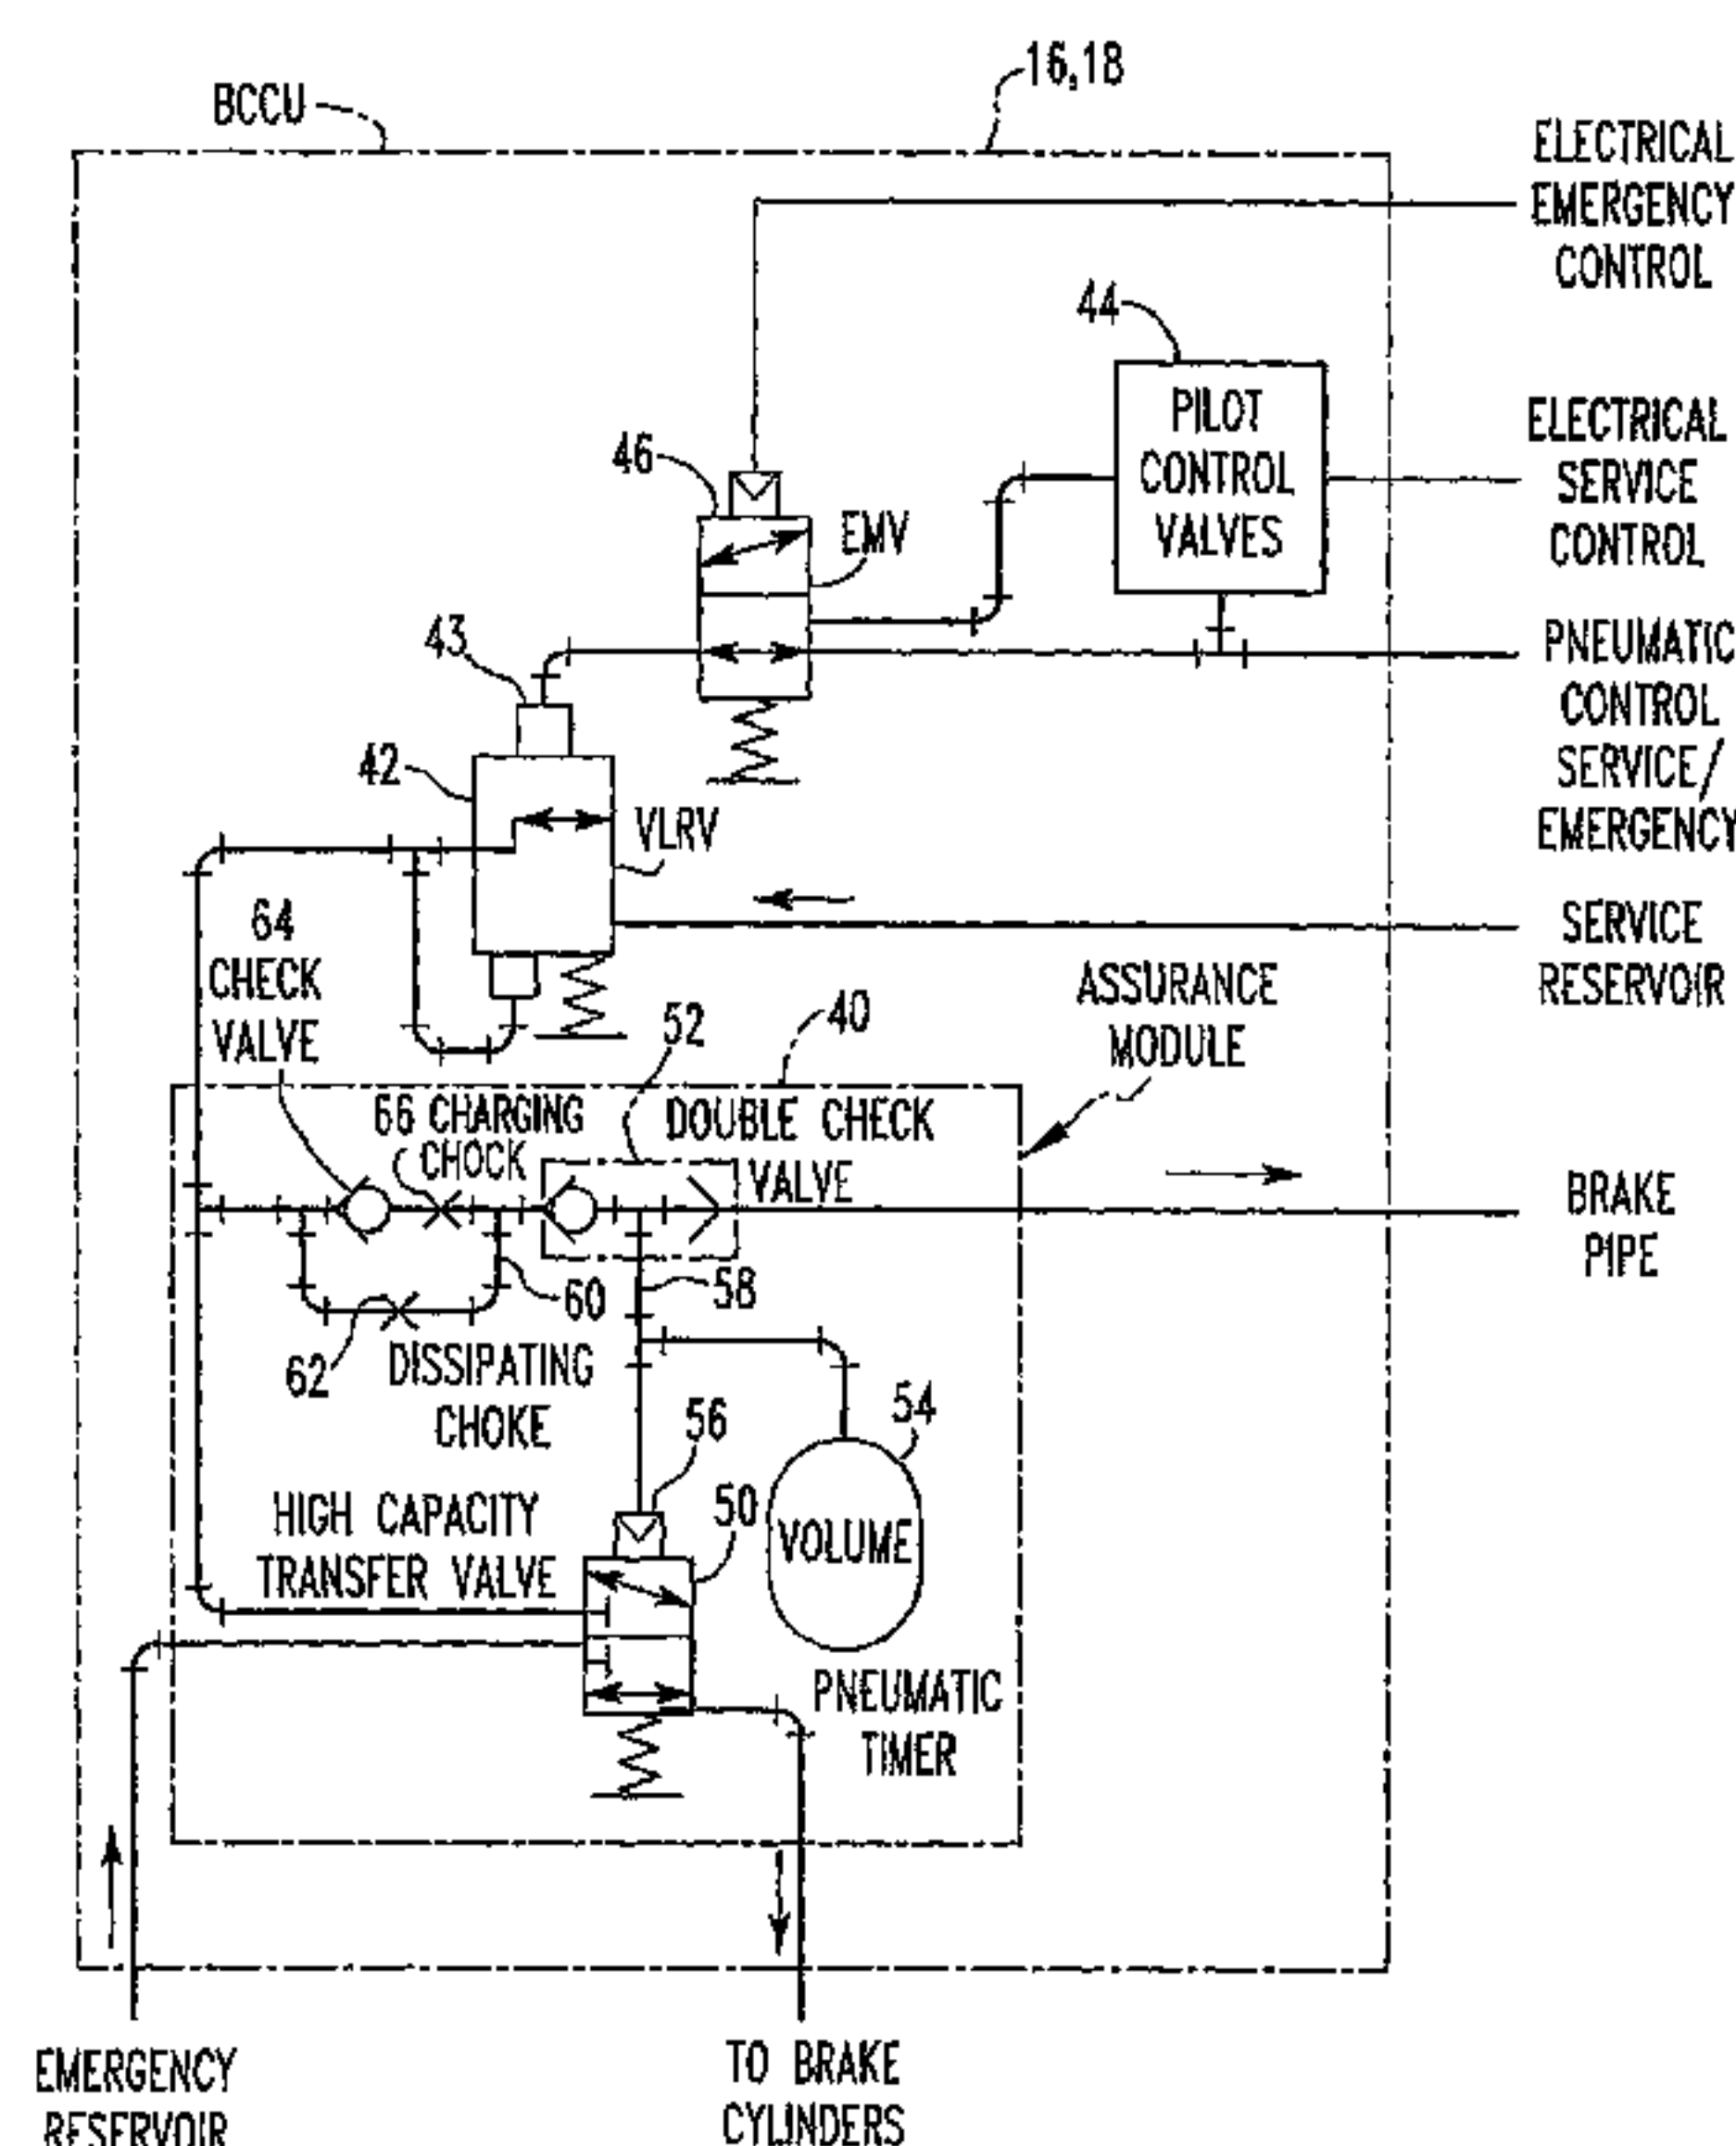 BCCU
16,18
ELECTRICAL
EMERGENCY
CONTROL
44
PILOT
CONTROL
VALVES
ELECTRICAL
SERVICE
CONTROL
46
EMV
43
PNEUMATIC
CONTROL
SERVICE/
EMERGENCY
42
VLRV
64
CHECK
VALVE
SERVICE
RESERVOIR
52
40
ASSURANCE
MODULE
66 CHARGING
CHOCK
DOUBLE CHECK
VALVE
BRAKE
PIPE
60
58
62
DISSIPATING
CHOKE
56
54
HIGH CAPACITY
TRANSFER VALVE
50
VOLUME
PNEUMATIC
TIMER
EMERGENCY
RESERVOIR
TO BRAKE
CYLINDERS